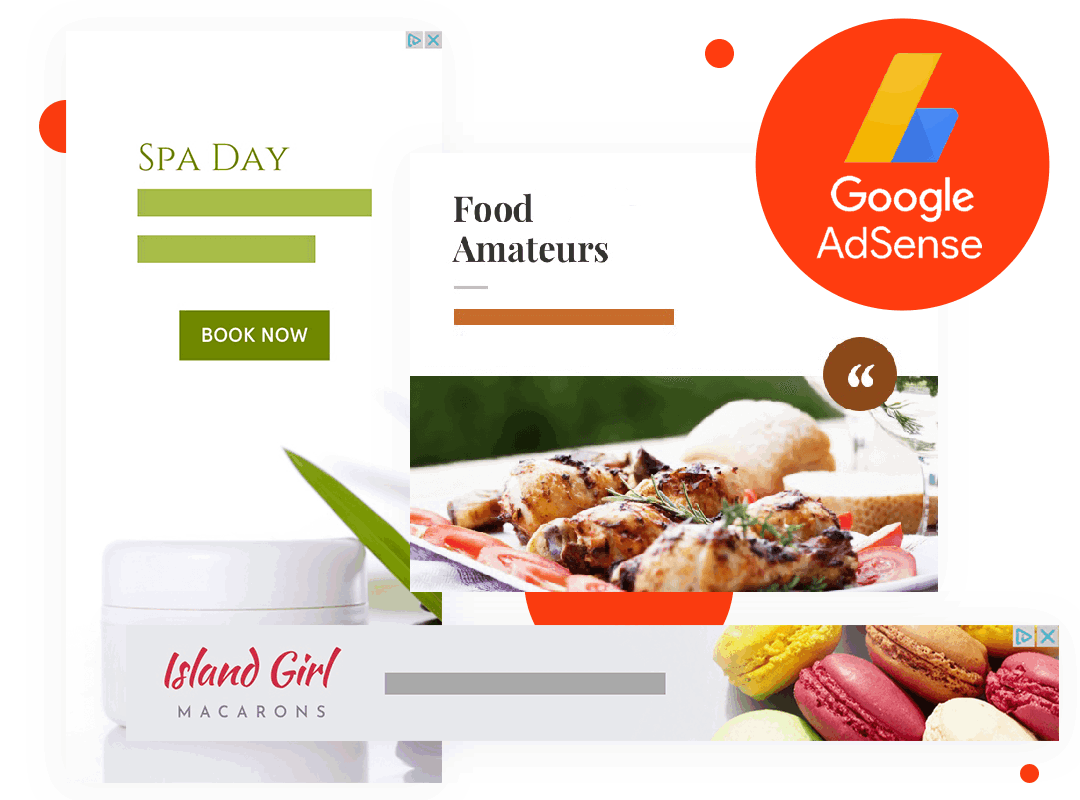 Spa Day
BOOK NOW
Food
Amateurs
Google
AdSense
“
Island Girl
MACARONS